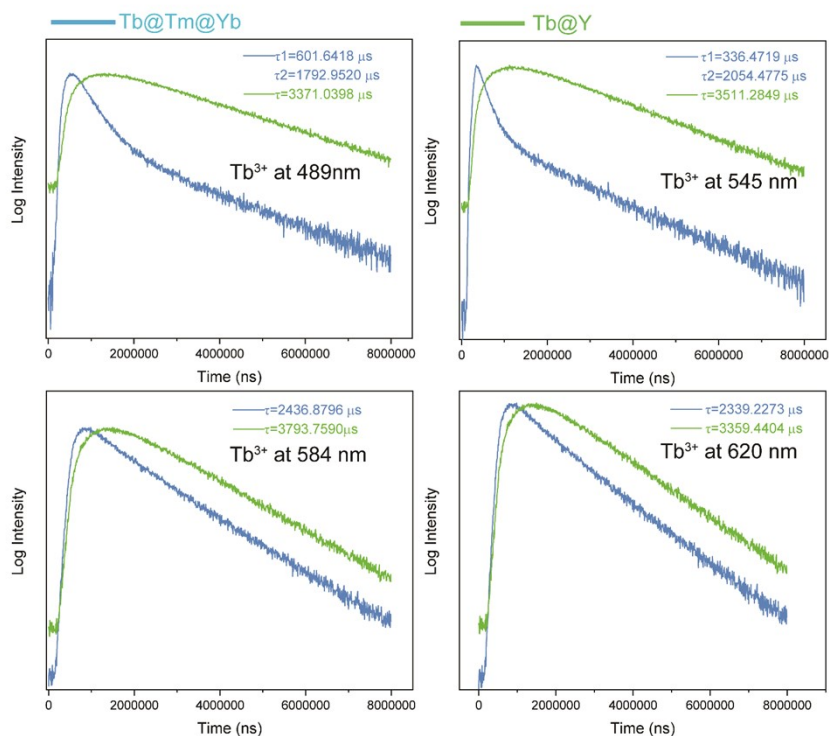 Tb@Tm@Yb
Tb@Y
τ1=601.6418 μs
τ2=1792.9520 μs
τ=3371.0398 μs
Tb³⁺ at 489nm
Log Intensity
0 2000000 4000000 6000000 8000000
Time (ns)
τ1=336.4719 μs
τ2=2054.4775 μs
τ=3511.2849 μs
Tb³⁺ at 545 nm
Log Intensity
0 2000000 4000000 6000000 8000000
Time (ns)
τ=2436.8796 μs
τ=3793.7590μs
Tb³⁺ at 584 nm
Log Intensity
0 2000000 4000000 6000000 8000000
Time (ns)
τ=2339.2273 μs
τ=3359.4404 μs
Tb³⁺ at 620 nm
Log Intensity
0 2000000 4000000 6000000 8000000
Time (ns)